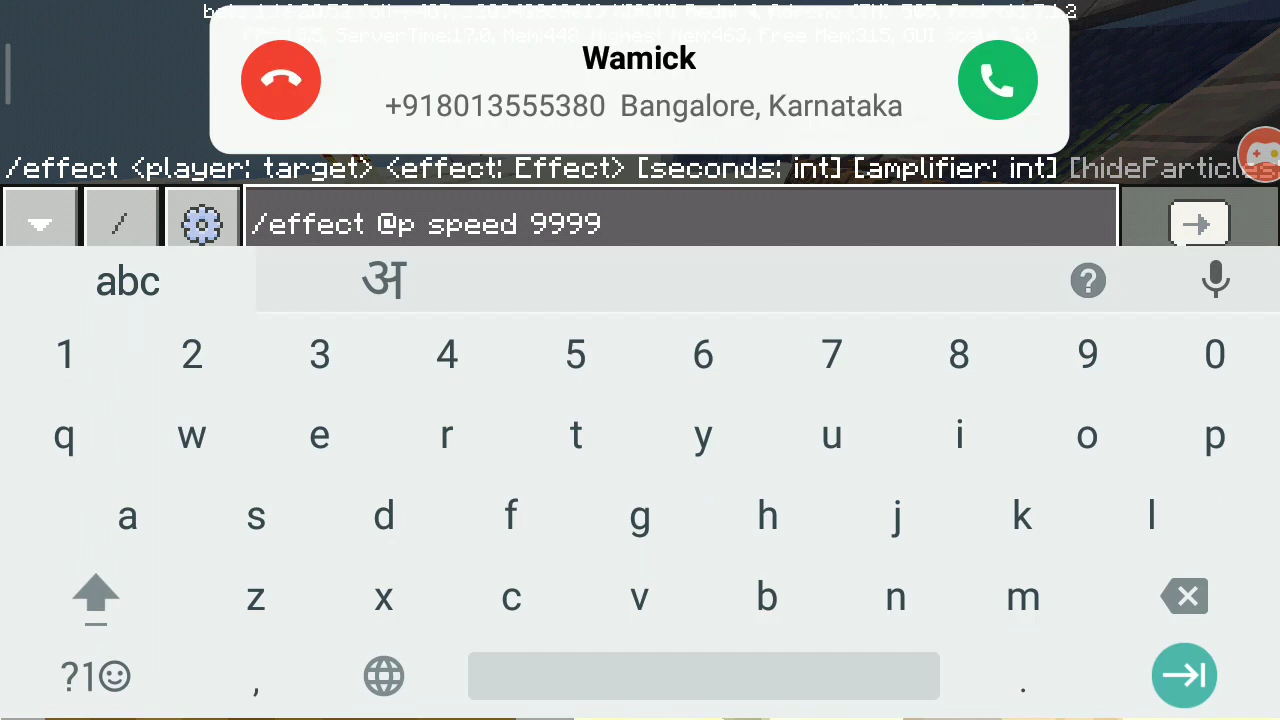 Wamick
+918013555380 Bangalore, Karnataka
/effect <player: target> <effect: Effect> [seconds: int] [amplifier: int] [hideParticles
/
/effect @p speed 9999
abc
अ
?
1 2 3 4 5 6 7 8 9 0
q w e r t y u i o p
a s d f g h j k l
z x c v b n m
?1☺ , .